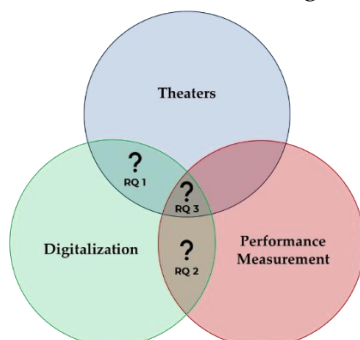 Theaters
?
RQ 1
?
RQ 3
Digitalization
?
RQ 2
Performance
Measurement